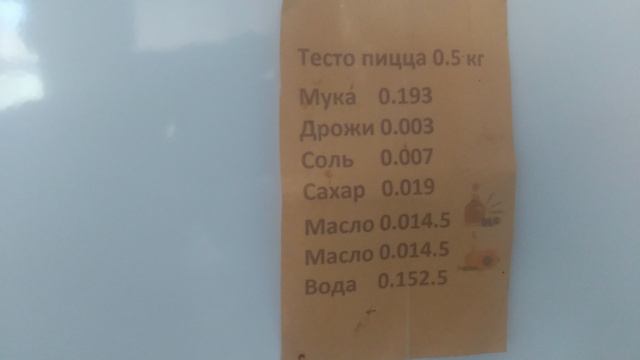 Тесто пицца 0.5 кг
Мука 0.193
Дрожи 0.003
Соль 0.007
Сахар 0.019
Масло 0.014.5
Масло 0.014.5
Вода 0.152.5